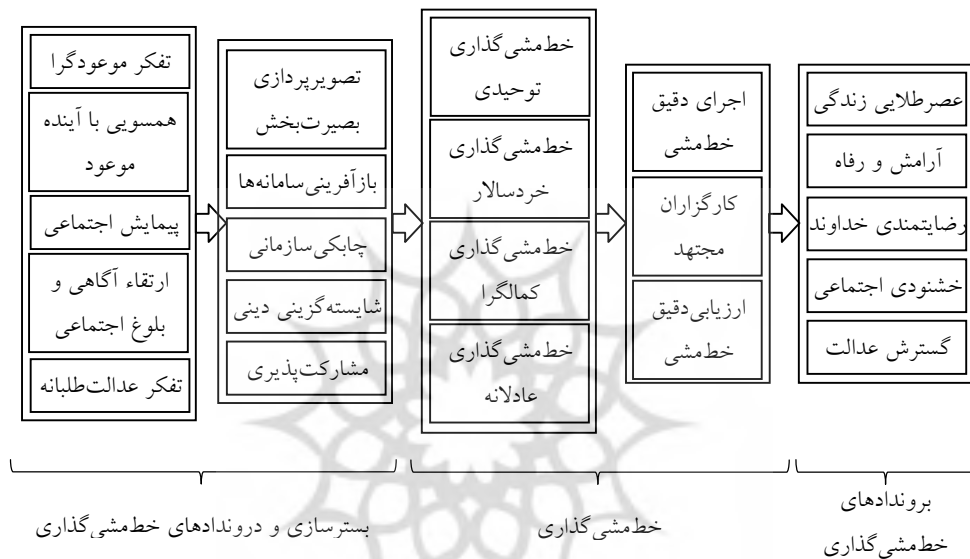 تفکر موعودگرا
همسویی با آینده
موعود
پیمایش اجتماعی
ارتقاء آگاهی و
بلوغ اجتماعی
تفکر عدالت‌طلبانه
تصویرپردازی
بصیرت‌بخش
بازآفرینی‌سامانه‌ها
چابکی‌سازمانی
شایسته‌گزینی دینی
مشارکت‌پذیری
خط‌مشی‌گذاری
توحیدی
خط‌مشی‌گذاری
خردسالار
خط‌مشی‌گذاری
کمالگرا
خط‌مشی‌گذاری
عادلانه
اجرای دقیق
خط‌مشی
کارگزاران
مجتهد
ارزیابی‌دقیق
خط‌مشی
عصرطلایی زندگی
آرامش و رفاه
رضایتمندی خداوند
خشنودی اجتماعی
گسترش عدالت
بسترسازی و دروندادهای خط‌مشی‌گذاری
خط‌مشی‌گذاری
بروندادهای
خط‌مشی‌گذاری